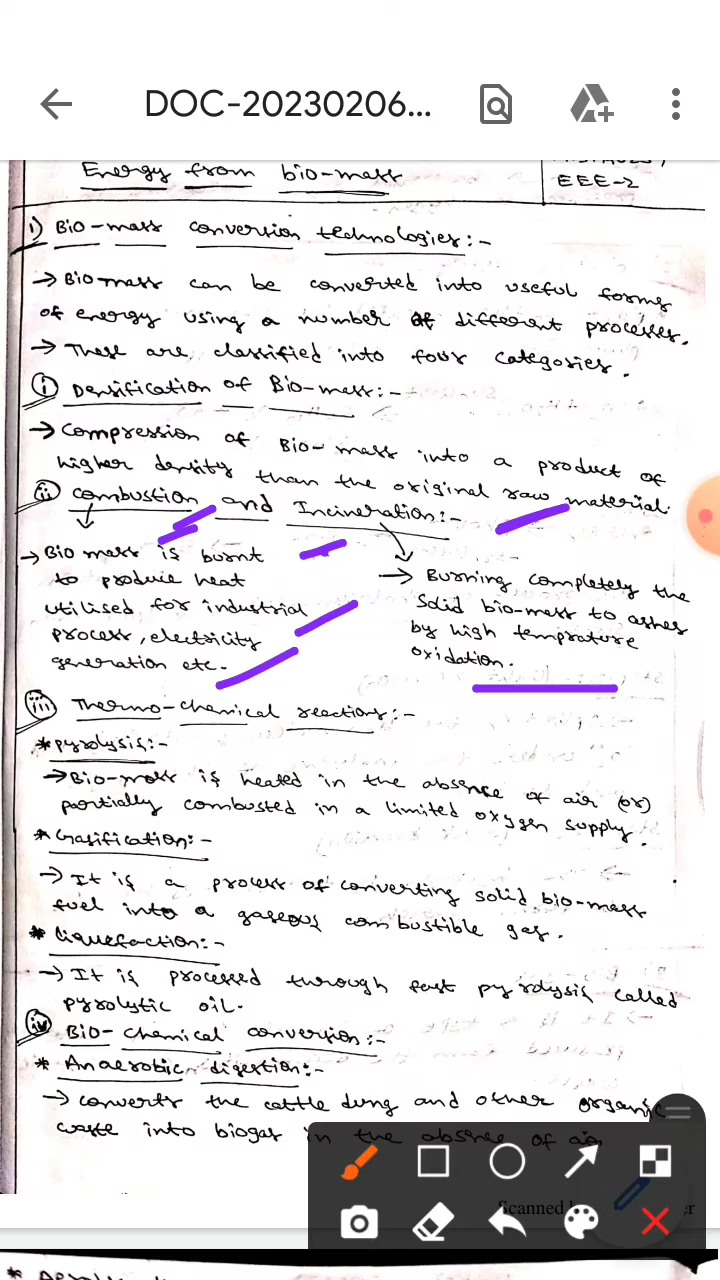 DOC-20230206...
Energy from bio-mass
EEE-2
1) Bio-mass conversion technologies:-
→ Bio mass can be converted into useful forms
of energy using a number of different processes.
→ These are classified into four categories.
(i) Densification of Bio-mass:-
→ Compression of Bio-mass into a product of
higher density than the original raw material.
(ii) Combustion and Incineration:-
→ Bio mass is burnt
to produce heat
utilised for industrial
process, electricity
generation etc.
→ Burning completely the
solid bio-mass to ashes
by high temprature
oxidation.
(iii) Thermo-chemical reactions:-
* pyrolysis:-
→ Bio-mass is heated in the absence of air (or)
partially combusted in a limited oxygen supply.
* Gasification:-
→ It is a process of converting solid bio-mass
fuel into a gaseous combustible gas.
* Liquefaction:-
→ It is processed through fast pyrolysis called
pyrolytic oil.
(iv) Bio-chemical conversion:-
* Anaerobic digestion:-
→ converts the cattle dung and other organic
waste into biogas in the absence of air
Scanned